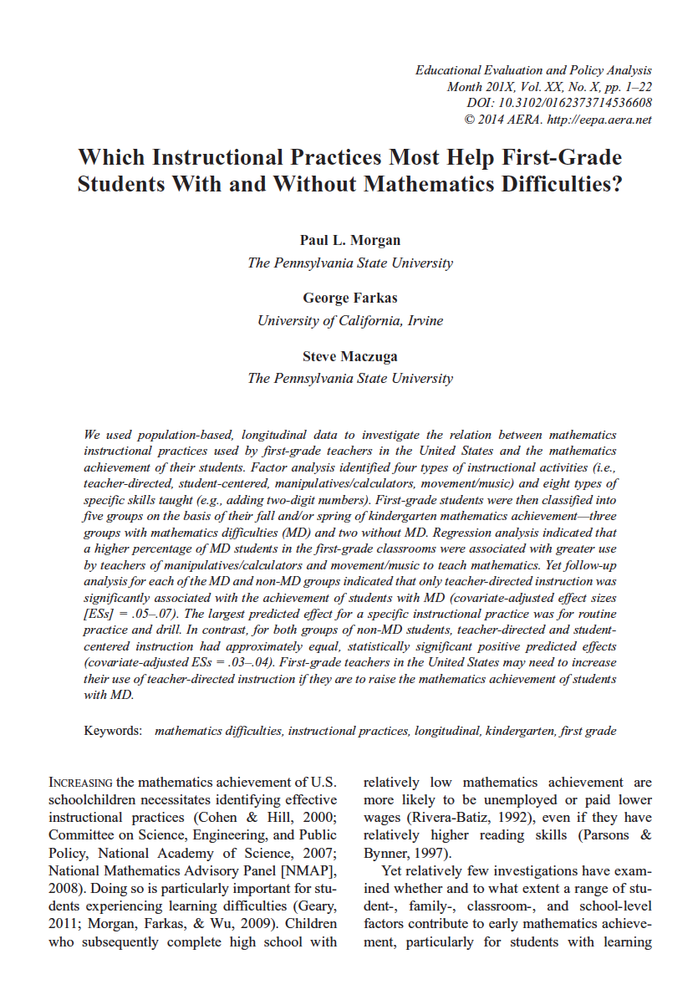 Educational Evaluation and Policy Analysis
Month 201X, Vol. XX, No. X, pp. 1–22
DOI: 10.3102/0162373714536608
© 2014 AERA. http://eepa.aera.net
Which Instructional Practices Most Help First-Grade
Students With and Without Mathematics Difficulties?
Paul L. Morgan
The Pennsylvania State University
George Farkas
University of California, Irvine
Steve Maczuga
The Pennsylvania State University
We used population-based, longitudinal data to investigate the relation between mathematics
instructional practices used by first-grade teachers in the United States and the mathematics
achievement of their students. Factor analysis identified four types of instructional activities (i.e.,
teacher-directed, student-centered, manipulatives/calculators, movement/music) and eight types of
specific skills taught (e.g., adding two-digit numbers). First-grade students were then classified into
five groups on the basis of their fall and/or spring of kindergarten mathematics achievement—three
groups with mathematics difficulties (MD) and two without MD. Regression analysis indicated that
a higher percentage of MD students in the first-grade classrooms were associated with greater use
by teachers of manipulatives/calculators and movement/music to teach mathematics. Yet follow-up
analysis for each of the MD and non-MD groups indicated that only teacher-directed instruction was
significantly associated with the achievement of students with MD (covariate-adjusted effect sizes
[ESs] = .05–.07). The largest predicted effect for a specific instructional practice was for routine
practice and drill. In contrast, for both groups of non-MD students, teacher-directed and student-
centered instruction had approximately equal, statistically significant positive predicted effects
(covariate-adjusted ESs = .03–.04). First-grade teachers in the United States may need to increase
their use of teacher-directed instruction if they are to raise the mathematics achievement of students
with MD.
Keywords: mathematics difficulties, instructional practices, longitudinal, kindergarten, first grade
INCREASING the mathematics achievement of U.S.
schoolchildren necessitates identifying effective
instructional practices (Cohen & Hill, 2000;
Committee on Science, Engineering, and Public
Policy, National Academy of Science, 2007;
National Mathematics Advisory Panel [NMAP],
2008). Doing so is particularly important for stu-
dents experiencing learning difficulties (Geary,
2011; Morgan, Farkas, & Wu, 2009). Children
who subsequently complete high school with
relatively low mathematics achievement are
more likely to be unemployed or paid lower
wages (Rivera-Batiz, 1992), even if they have
relatively higher reading skills (Parsons &
Bynner, 1997).
Yet relatively few investigations have exam-
ined whether and to what extent a range of stu-
dent-, family-, classroom-, and school-level
factors contribute to early mathematics achieve-
ment, particularly for students with learning